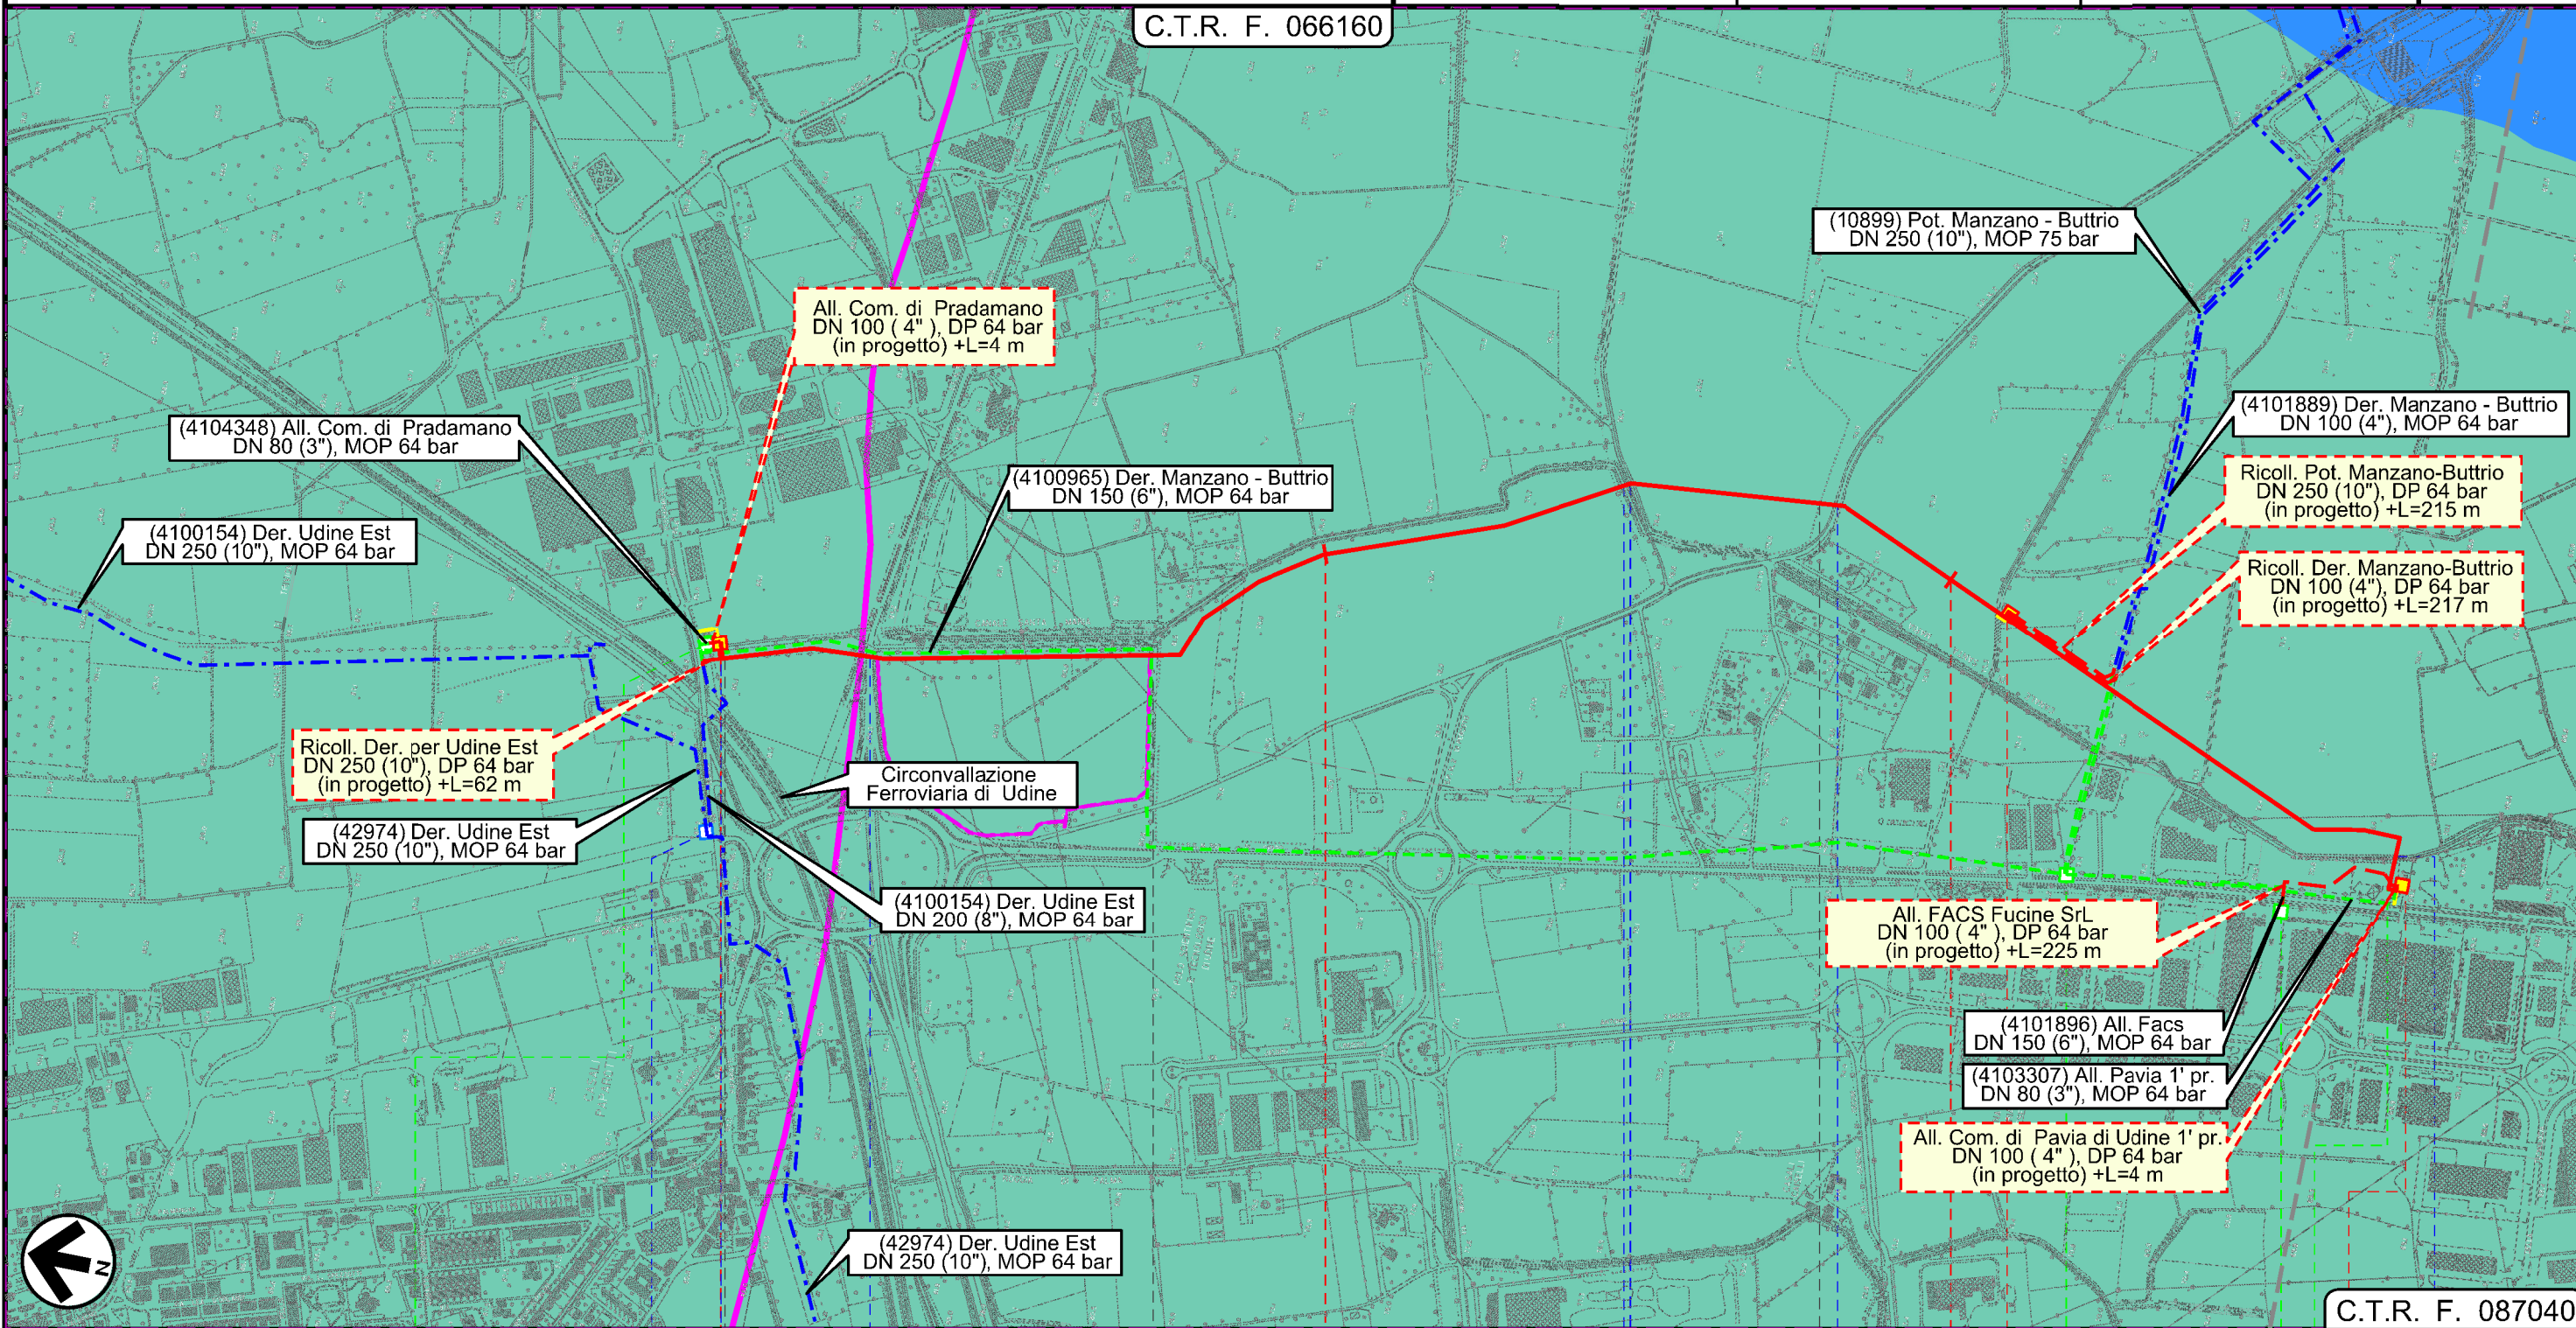 C.T.R. F. 066160
(10899) Pot. Manzano - Buttrio
DN 250 (10"), MOP 75 bar
All. Com. di Pradamano
DN 100 ( 4" ), DP 64 bar
(in progetto) +L=4 m
(4104348) All. Com. di Pradamano
DN 80 (3"), MOP 64 bar
(4101889) Der. Manzano - Buttrio
DN 100 (4"), MOP 64 bar
(4100965) Der. Manzano - Buttrio
DN 150 (6"), MOP 64 bar
Ricoll. Pot. Manzano-Buttrio
DN 250 (10"), DP 64 bar
(in progetto) +L=215 m
(4100154) Der. Udine Est
DN 250 (10"), MOP 64 bar
Ricoll. Der. Manzano-Buttrio
DN 100 (4"), DP 64 bar
(in progetto) +L=217 m
Ricoll. Der. per Udine Est
DN 250 (10"), DP 64 bar
(in progetto) +L=62 m
Circonvallazione
Ferroviaria di Udine
(42974) Der. Udine Est
DN 250 (10"), MOP 64 bar
(4100154) Der. Udine Est
DN 200 (8"), MOP 64 bar
All. FACS Fucine SrL
DN 100 ( 4" ), DP 64 bar
(in progetto) +L=225 m
(4101896) All. Facs
DN 150 (6"), MOP 64 bar
(4103307) All. Pavia 1' pr.
DN 80 (3"), MOP 64 bar
All. Com. di Pavia di Udine 1' pr.
DN 100 ( 4" ), DP 64 bar
(in progetto) +L=4 m
(42974) Der. Udine Est
DN 250 (10"), MOP 64 bar
N
C.T.R. F. 087040